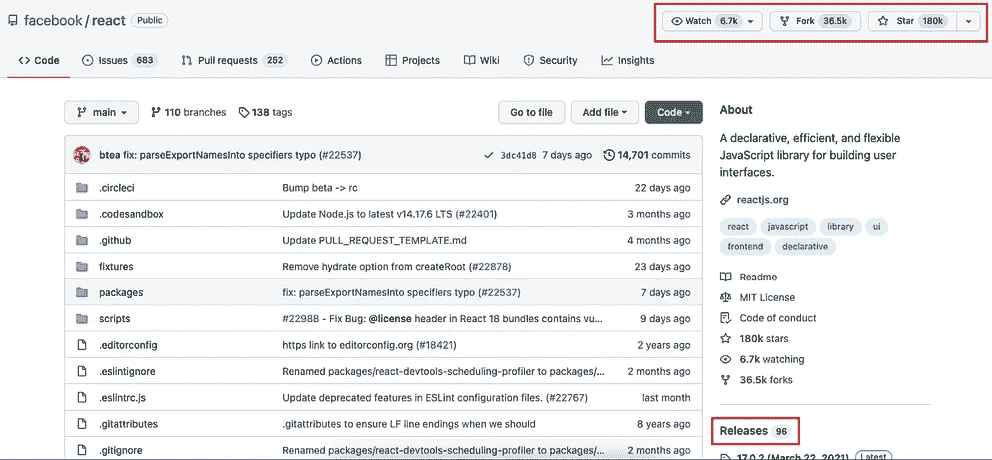 facebook / react Public
Watch 6.7k Fork 36.5k Star 180k
Code Issues 683 Pull requests 252 Actions Projects Wiki Security Insights
main 110 branches 138 tags Go to file Add file Code
btea fix: parseExportNamesInto specifiers typo (#22537) 3dc41d8 7 days ago 14,701 commits
.circleci Bump beta -> rc 22 days ago
.codesandbox Update Node.js to latest v14.17.6 LTS (#22401) 3 months ago
.github Update PULL_REQUEST_TEMPLATE.md 4 months ago
fixtures Remove hydrate option from createRoot (#22878) 23 days ago
packages fix: parseExportNamesInto specifiers typo (#22537) 7 days ago
scripts #22988 - Fix Bug: @license header in React 18 bundles contains vu... 9 days ago
.editorconfig https link to editorconfig.org (#18421) 2 years ago
.eslintignore Renamed packages/react-devtools-scheduling-profiler to packages/... 2 months ago
.eslintrc.js Update deprecated features in ESLint configuration files. (#22767) last month
.gitattributes .gitattributes to ensure LF line endings when we should 8 years ago
.gitignore Renamed packages/react-devtools-scheduling-profiler to packages/... 2 months ago
About
A declarative, efficient, and flexible
JavaScript library for building user
interfaces.
reactjs.org
react javascript library ui
frontend declarative
Readme
MIT License
Code of conduct
180k stars
6.7k watching
36.5k forks
Releases 96
17.0.2 (March 22, 2021) Latest